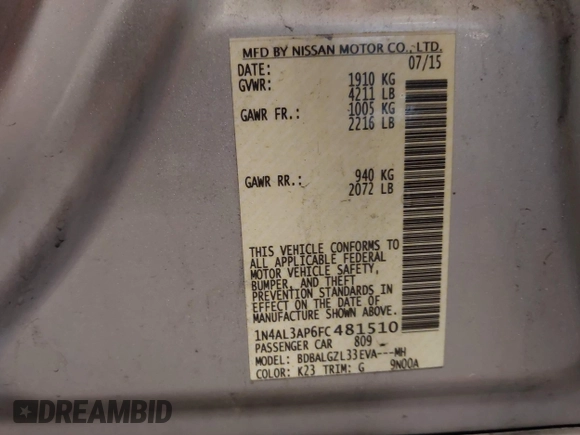 MFD BY NISSAN MOTOR CO., LTD.
DATE: 07/15
GVWR: 1910 KG
4211 LB
GAWR FR.: 1005 KG
2216 LB
GAWR RR.: 940 KG
2072 LB
THIS VEHICLE CONFORMS TO
ALL APPLICABLE FEDERAL
MOTOR VEHICLE SAFETY,
BUMPER, AND THEFT
PREVENTION STANDARDS IN
EFFECT ON THE DATE OF
MANUFACTURE SHOWN ABOVE.
1N4AL3AP6FC481510
PASSENGER CAR 809
MODEL: BDBALGZL33EVA---MH
COLOR: K23 TRIM: G 9N00A
DREAMBID